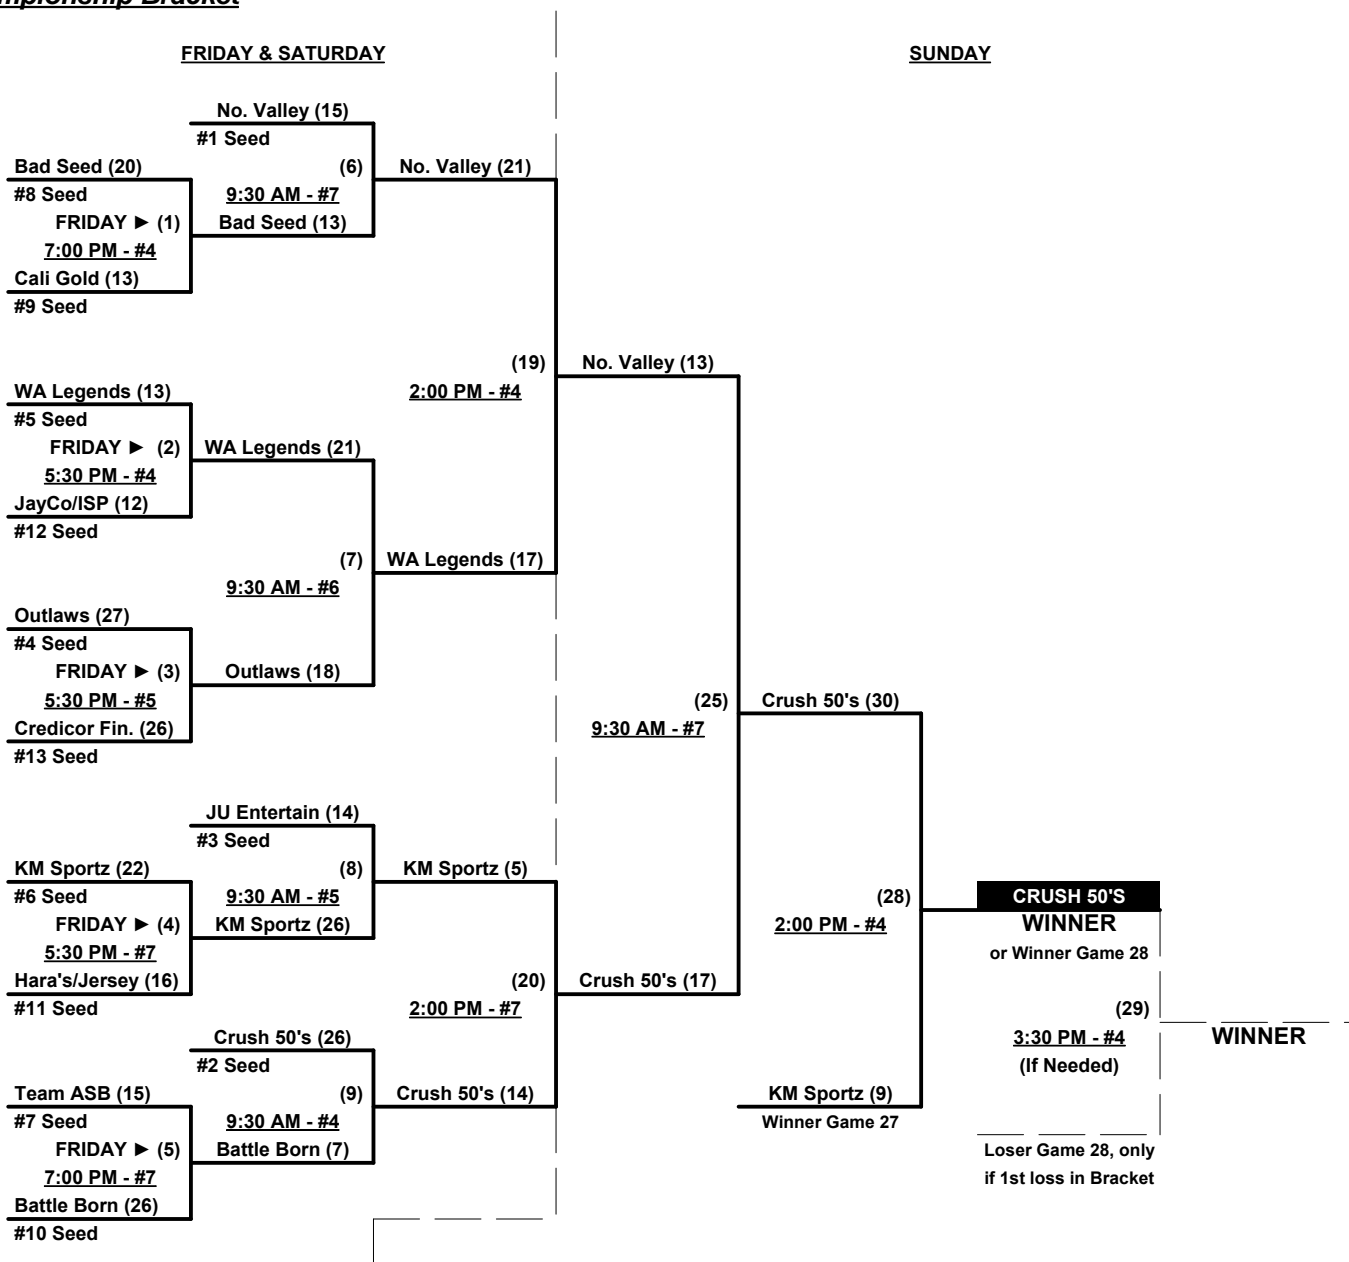 mpionship Bracket
FRIDAY & SATURDAY
SUNDAY
No. Valley (15)
#1 Seed
Bad Seed (20)
(6)
No. Valley (21)
#8 Seed
9:30 AM - #7
FRIDAY ► (1)
Bad Seed (13)
7:00 PM - #4
Cali Gold (13)
#9 Seed
(19)
No. Valley (13)
WA Legends (13)
2:00 PM - #4
#5 Seed
FRIDAY ► (2)
WA Legends (21)
5:30 PM - #4
JayCo/ISP (12)
#12 Seed
(7)
WA Legends (17)
9:30 AM - #6
Outlaws (27)
#4 Seed
FRIDAY ► (3)
Outlaws (18)
5:30 PM - #5
(25)
Crush 50's (30)
Credicor Fin. (26)
9:30 AM - #7
#13 Seed
JU Entertain (14)
#3 Seed
KM Sportz (22)
(8)
KM Sportz (5)
#6 Seed
9:30 AM - #5
(28)
CRUSH 50'S
FRIDAY ► (4)
KM Sportz (26)
2:00 PM - #4
WINNER
5:30 PM - #7
or Winner Game 28
Hara's/Jersey (16)
(20)
Crush 50's (17)
#11 Seed
2:00 PM - #7
(29)
Crush 50's (26)
3:30 PM - #4
WINNER
#2 Seed
(If Needed)
Team ASB (15)
(9)
Crush 50's (14)
KM Sportz (9)
#7 Seed
9:30 AM - #4
Winner Game 27
FRIDAY ► (5)
Battle Born (7)
Loser Game 28, only
7:00 PM - #7
if 1st loss in Bracket
Battle Born (26)
#10 Seed